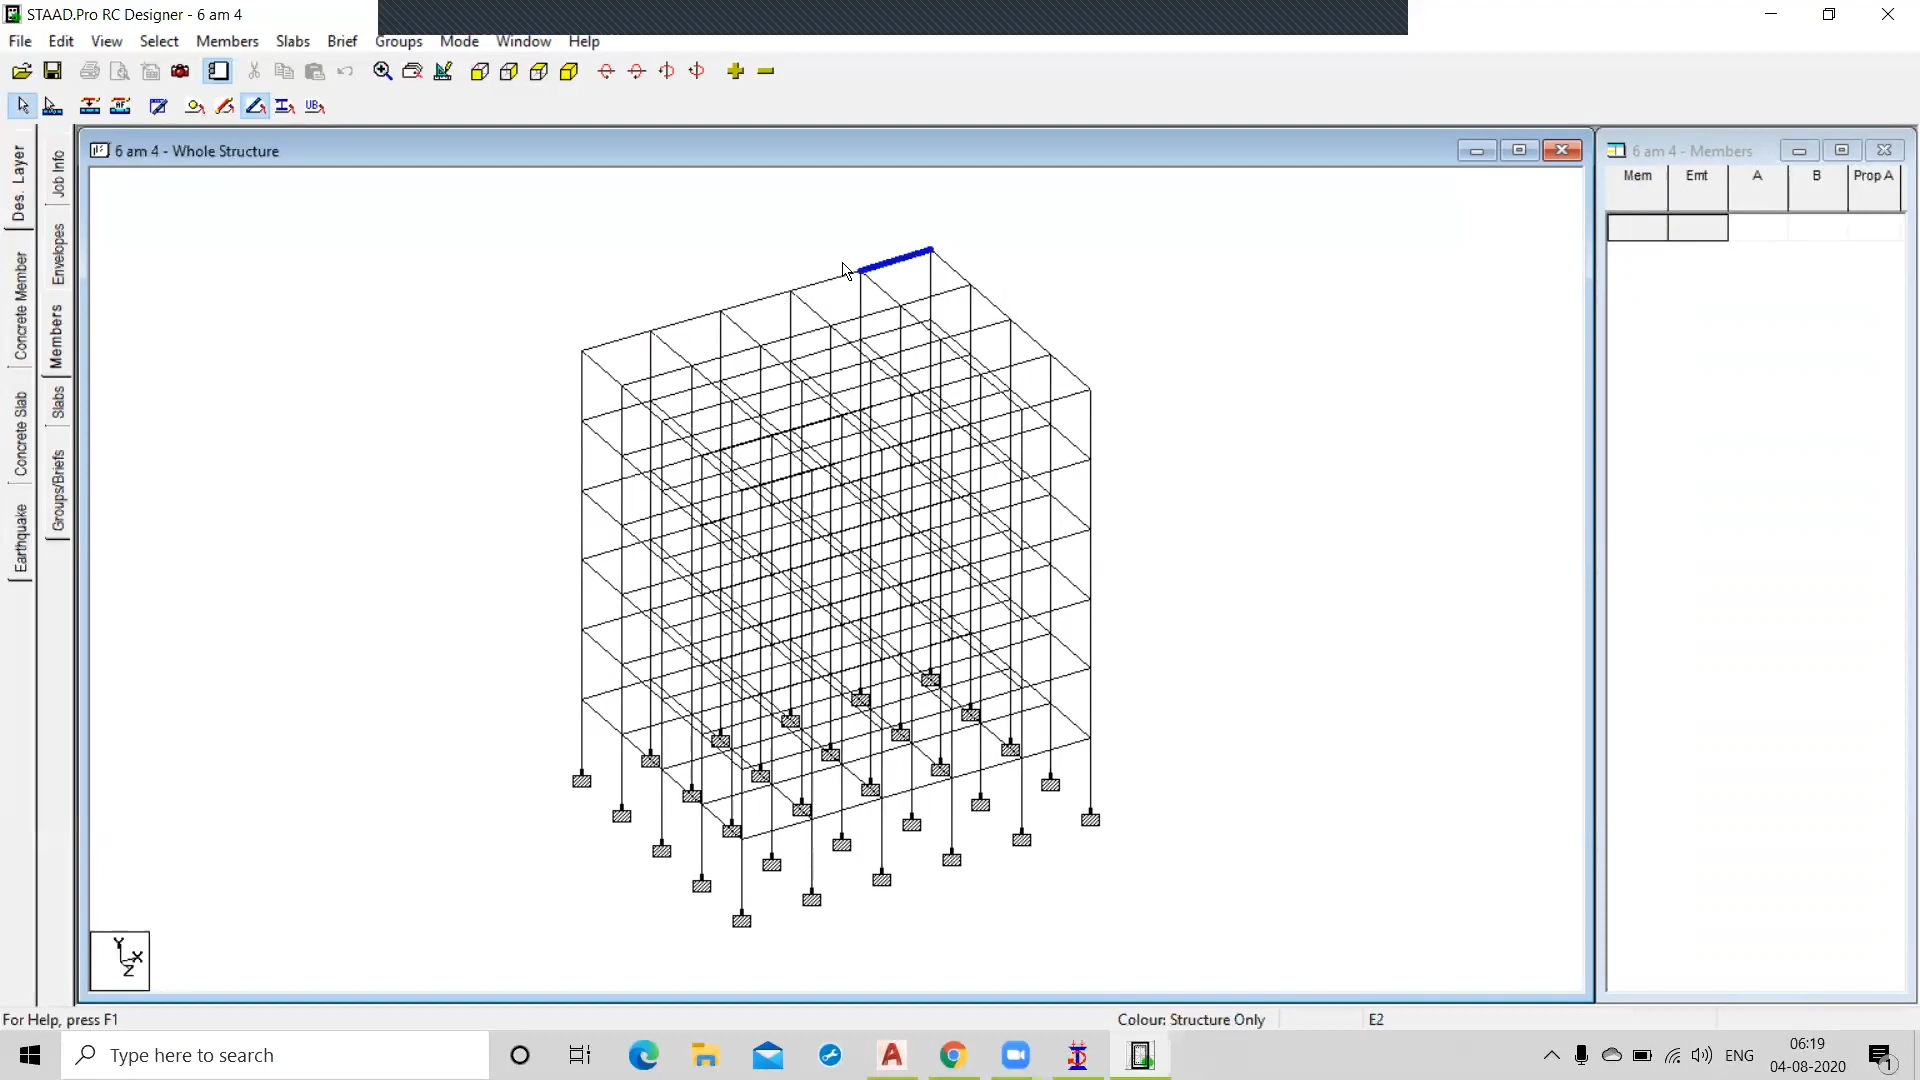 STAAD.Pro RC Designer - 6 am 4
File Edit View Select Members Slabs Brief Groups Mode Window Help
AF UB
Des. Layer
Concrete Member
Concrete Slab
Earthquake
Job Info
Envelopes
Members
Slabs
Groups/Briefs
6 am 4 - Whole Structure
6 am 4 - Members
Mem Emt A B Prop A
Y
X
Z
For Help, press F1
Colour: Structure Only
E2
Type here to search
ENG
06:19
04-08-2020
1